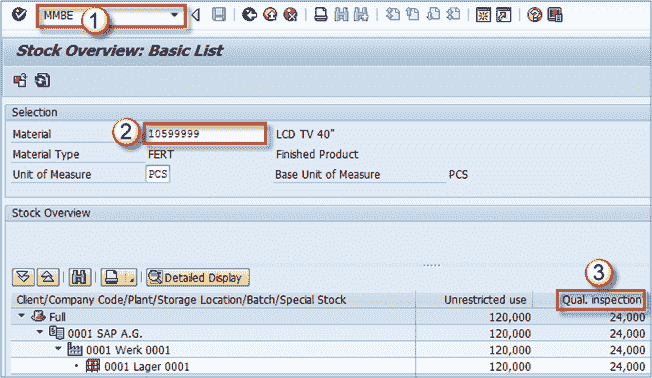 MMBE
1
Stock Overview: Basic List
Selection
Material 2 10599999 LCD TV 40"
Material Type FERT Finished Product
Unit of Measure PCS Base Unit of Measure PCS
Stock Overview
Detailed Display
3
Client/Company Code/Plant/Storage Location/Batch/Special Stock Unrestricted use Qual. inspection
Full 120,000 24,000
0001 SAP A.G. 120,000 24,000
0001 Werk 0001 120,000 24,000
0001 Lager 0001 120,000 24,000